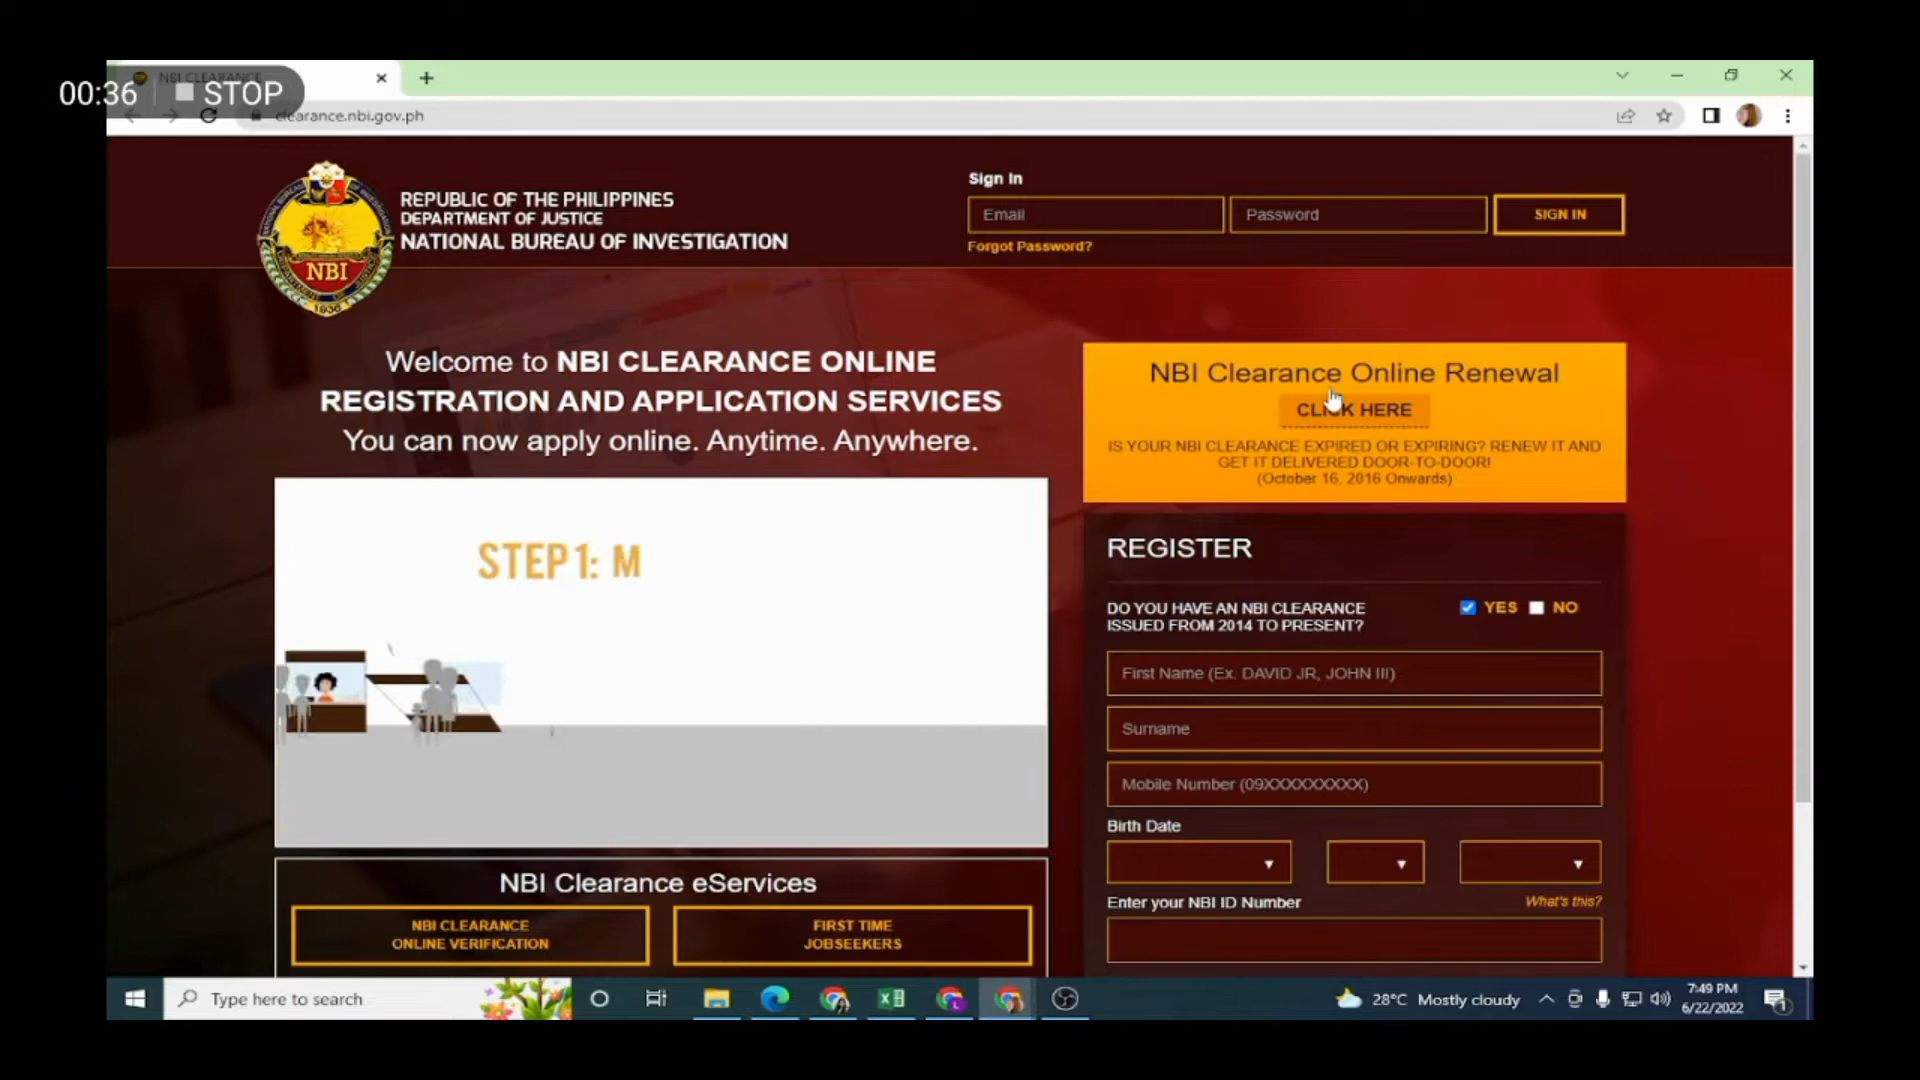 NBI CLEARANCE
00:36
STOP
clearance.nbi.gov.ph
REPUBLIC OF THE PHILIPPINES
DEPARTMENT OF JUSTICE
NATIONAL BUREAU OF INVESTIGATION
NBI
1936
Sign In
Email
Password
SIGN IN
Forgot Password?
Welcome to NBI CLEARANCE ONLINE
REGISTRATION AND APPLICATION SERVICES
You can now apply online. Anytime. Anywhere.
NBI Clearance Online Renewal
CLICK HERE
IS YOUR NBI CLEARANCE EXPIRED OR EXPIRING? RENEW IT AND
GET IT DELIVERED DOOR-TO-DOOR!
(October 16, 2016 Onwards)
STEP 1: M
REGISTER
DO YOU HAVE AN NBI CLEARANCE
ISSUED FROM 2014 TO PRESENT?
YES NO
First Name (Ex. DAVID JR, JOHN III)
Surname
Mobile Number (09XXXXXXXXX)
Birth Date
Enter your NBI ID Number
What's this?
NBI Clearance eServices
NBI CLEARANCE
ONLINE VERIFICATION
FIRST TIME
JOBSEEKERS
Type here to search
28°C Mostly cloudy
7:49 PM
6/22/2022
1